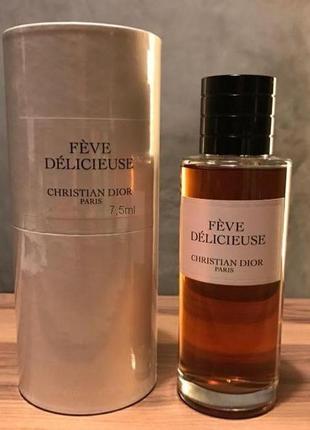 FÈVE
DÉLICIEUSE
CHRISTIAN DIOR
PARIS
7,5ml
FÈVE
DÉLICIEUSE
CHRISTIAN DIOR
PARIS